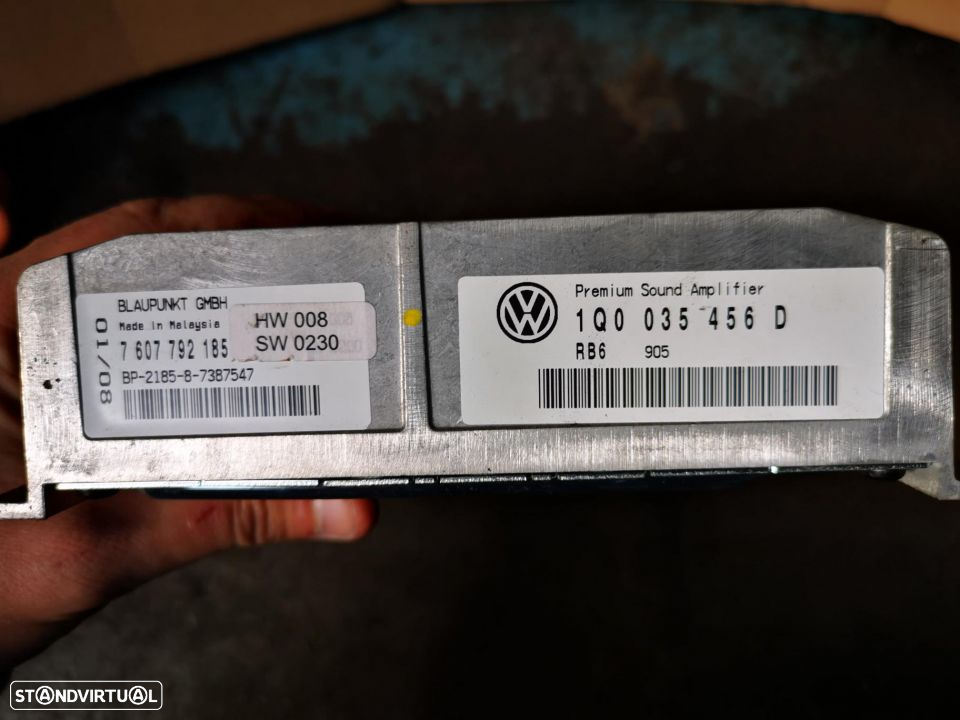 BLAUPUNKT GMBH
Made in Malaysia
7 607 792 185
BP-2185-8-7387547
01/08
HW 008
SW 0230
Premium Sound Amplifier
1Q0 035 456 D
RB6 905
STANDVIRTUAL